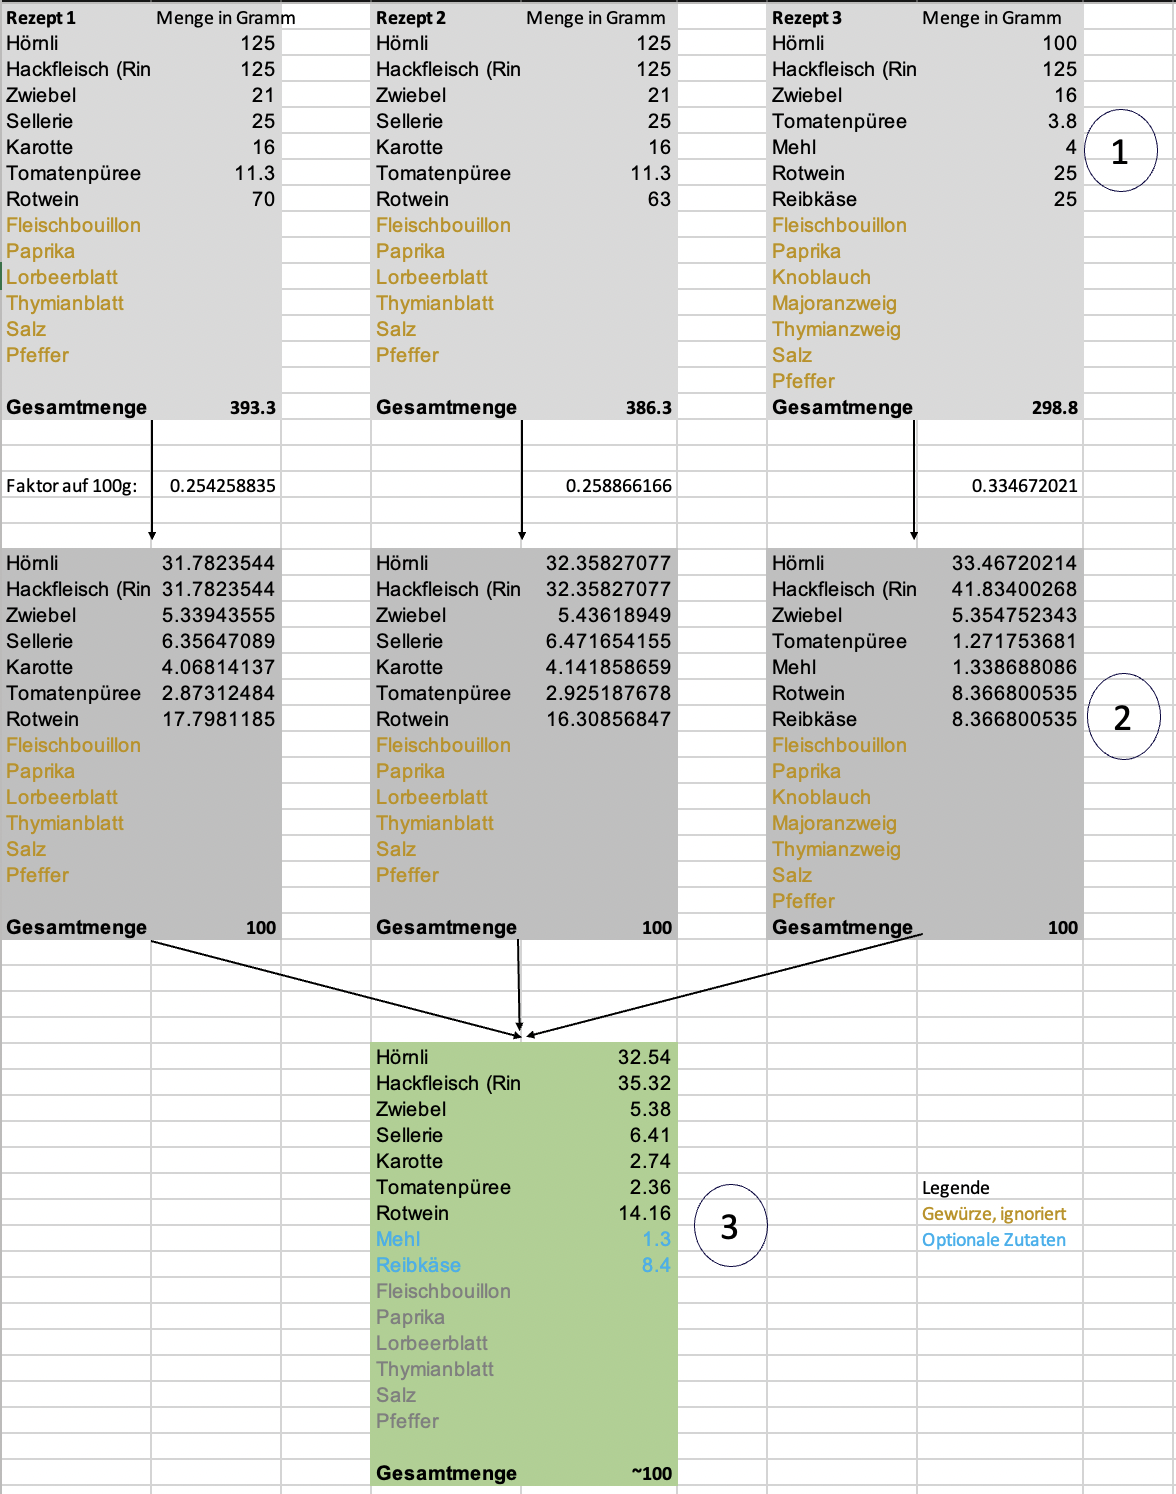 Rezept 1 Menge in Gramm Rezept 2 Menge in Gramm Rezept 3 Menge in Gramm
Hörnli 125 Hörnli 125 Hörnli 100
Hackfleisch (Rin 125 Hackfleisch (Rin 125 Hackfleisch (Rin 125
Zwiebel 21 Zwiebel 21 Zwiebel 16
Sellerie 25 Sellerie 25 Tomatenpüree 3.8
Karotte 16 Karotte 16 Mehl 4 1
Tomatenpüree 11.3 Tomatenpüree 11.3 Rotwein 25
Rotwein 70 Rotwein 63 Reibkäse 25
Fleischbouillon Fleischbouillon Fleischbouillon
Paprika Paprika Paprika
Lorbeerblatt Lorbeerblatt Knoblauch
Thymianblatt Thymianblatt Majoranzweig
Salz Salz Thymianzweig
Pfeffer Pfeffer Salz
Pfeffer
Gesamtmenge 393.3 Gesamtmenge 386.3 Gesamtmenge 298.8
Faktor auf 100g: 0.254258835 0.258866166 0.334672021
Hörnli 31.7823544 Hörnli 32.35827077 Hörnli 33.46720214
Hackfleisch (Rin 31.7823544 Hackfleisch (Rin 32.35827077 Hackfleisch (Rin 41.83400268
Zwiebel 5.33943555 Zwiebel 5.43618949 Zwiebel 5.354752343
Sellerie 6.35647089 Sellerie 6.471654155 Tomatenpüree 1.271753681
Karotte 4.06814137 Karotte 4.141858659 Mehl 1.338688086
Tomatenpüree 2.87312484 Tomatenpüree 2.925187678 Rotwein 8.366800535
Rotwein 17.7981185 Rotwein 16.30856847 Reibkäse 8.366800535 2
Fleischbouillon Fleischbouillon Fleischbouillon
Paprika Paprika Paprika
Lorbeerblatt Lorbeerblatt Knoblauch
Thymianblatt Thymianblatt Majoranzweig
Salz Salz Thymianzweig
Pfeffer Pfeffer Salz
Pfeffer
Gesamtmenge 100 Gesamtmenge 100 Gesamtmenge 100
Hörnli 32.54
Hackfleisch (Rin 35.32
Zwiebel 5.38
Sellerie 6.41
Karotte 2.74
Tomatenpüree 2.36 Legende
Rotwein 14.16 3 Gewürze, ignoriert
Mehl 1.3 Optionale Zutaten
Reibkäse 8.4
Fleischbouillon
Paprika
Lorbeerblatt
Thymianblatt
Salz
Pfeffer
Gesamtmenge ~100